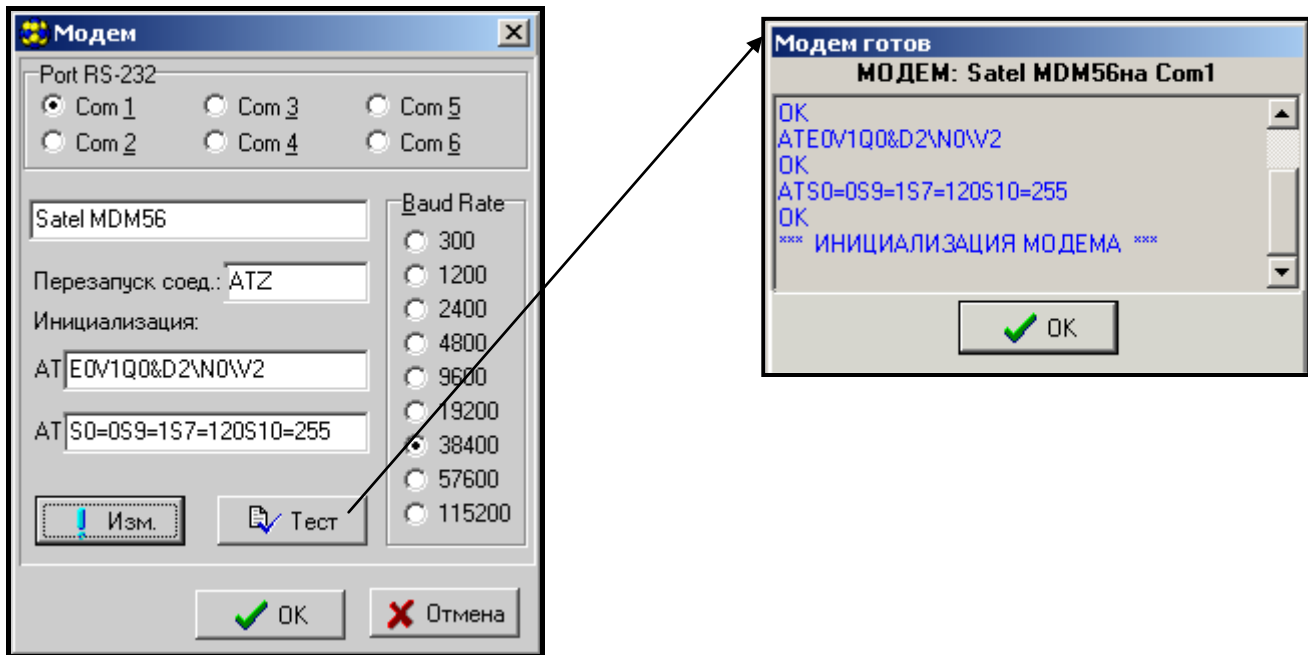 Модем
Port RS-232
Com 1 Com 3 Com 5
Com 2 Com 4 Com 6
Satel MDM56
Перезапуск соед.: ATZ
Инициализация:
AT E0V1Q0&D2\N0\V2
AT S0=0S9=1S7=120S10=255
Baud Rate
300
1200
2400
4800
9600
19200
38400
57600
115200
Изм. Тест
OK Отмена
Модем готов
МОДЕМ: Satel MDM56на Com1
OK
ATE0V1Q0&D2\N0\V2
OK
ATS0=0S9=1S7=120S10=255
OK
*** ИНИЦИАЛИЗАЦИЯ МОДЕМА ***
OK